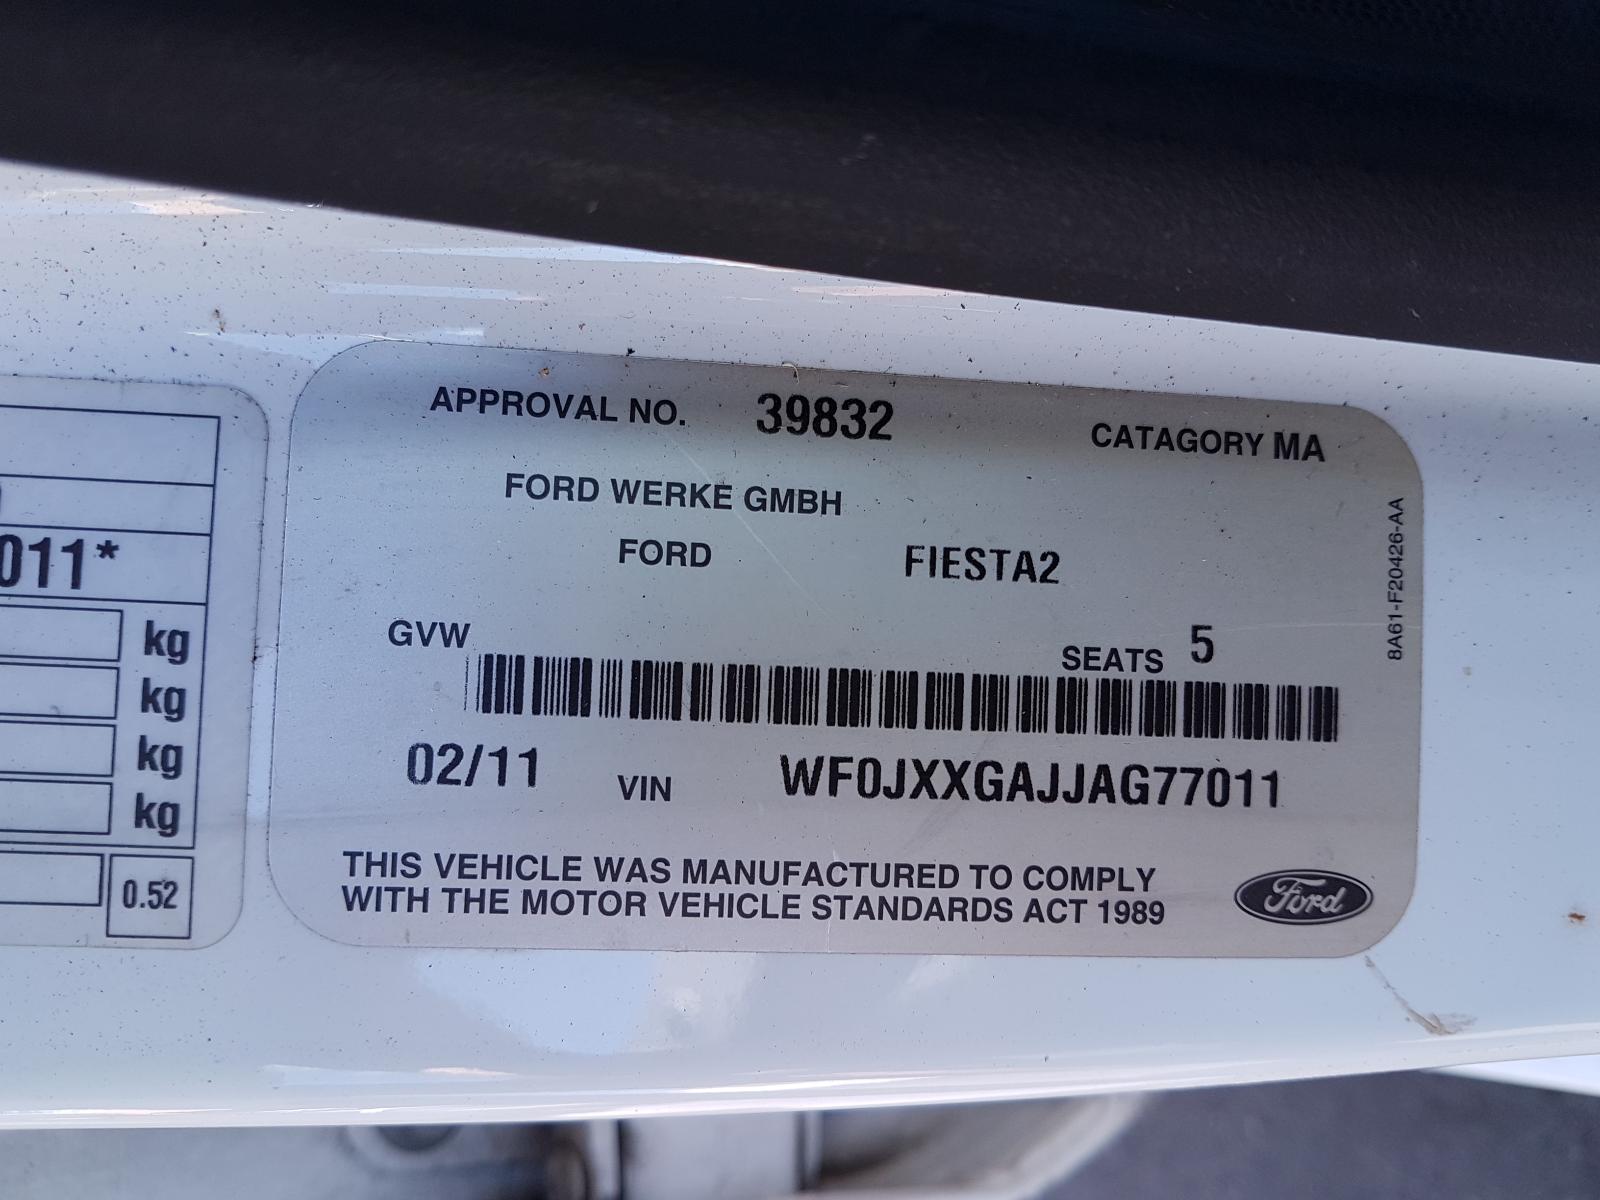 011*
kg
kg
kg
kg
0.52
APPROVAL NO. 39832 CATAGORY MA
FORD WERKE GMBH
FORD FIESTA2
GVW SEATS 5
02/11 VIN WF0JXXGAJJAG77011
THIS VEHICLE WAS MANUFACTURED TO COMPLY
WITH THE MOTOR VEHICLE STANDARDS ACT 1989
Ford
8A61-F20426-AA